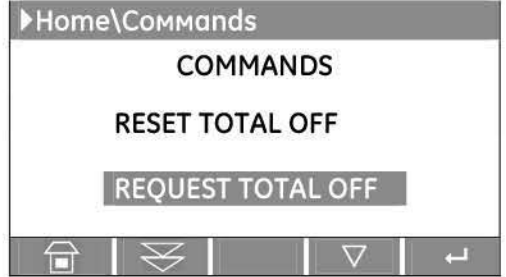 Home\Commands
COMMANDS
RESET TOTAL OFF
REQUEST TOTAL OFF